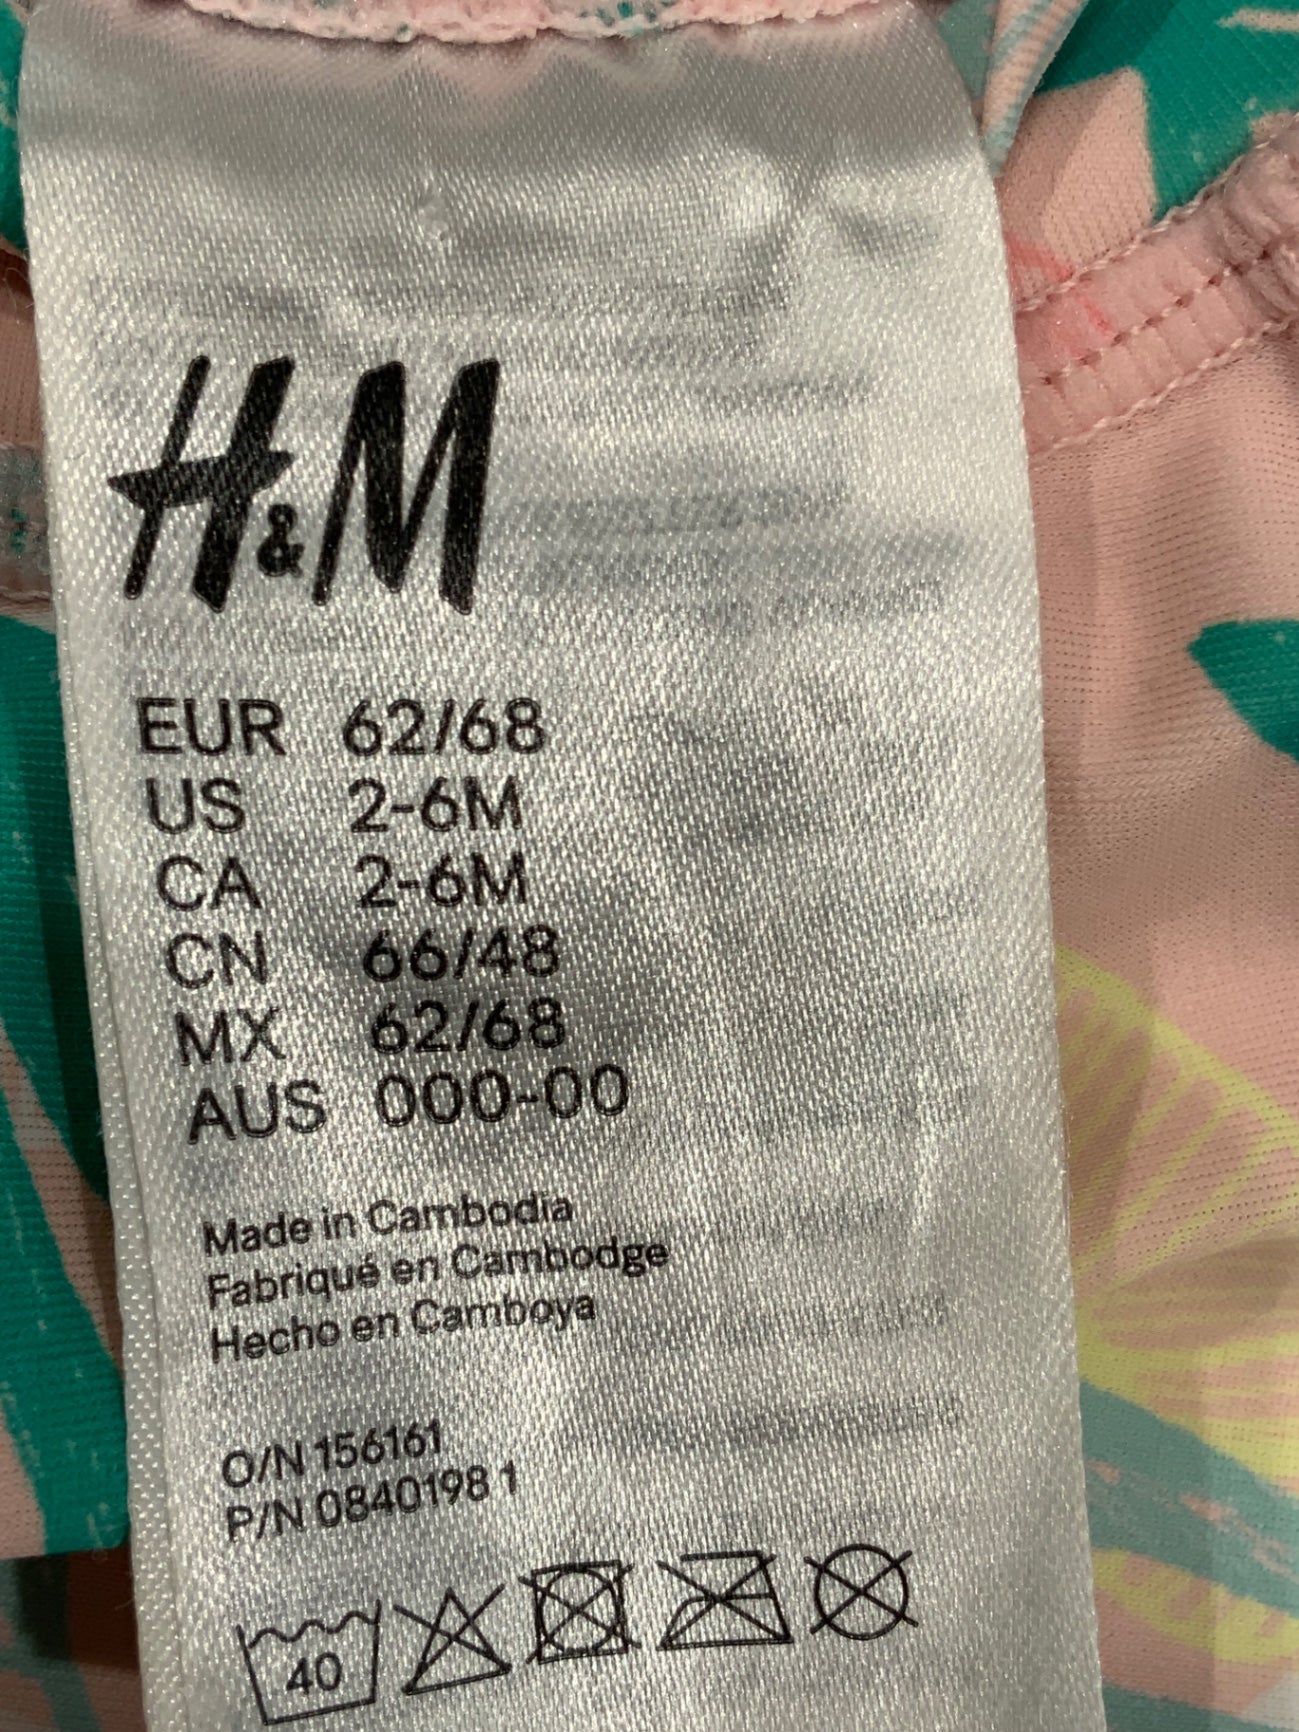 H&M
EUR 62/68
US 2-6M
CA 2-6M
CN 66/48
MX 62/68
AUS 000-00
Made in Cambodia
Fabriqué en Cambodge
Hecho en Camboya
O/N 156161
P/N 0840198 1
40